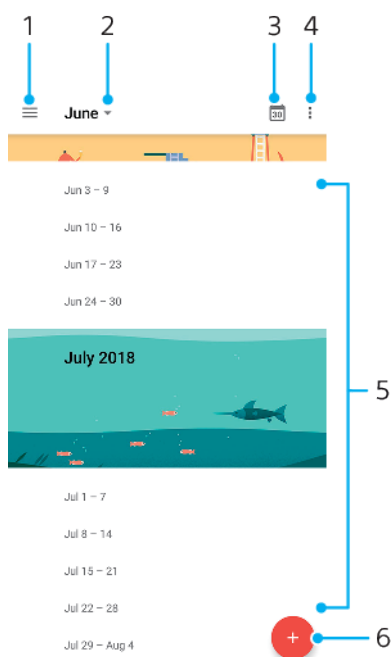 1 2 3 4
June
30
Jun 3 – 9
Jun 10 – 16
Jun 17 – 23
Jun 24 – 30
July 2018
5
Jul 1 – 7
Jul 8 – 14
Jul 15 – 21
Jul 22 – 28
Jul 29 – Aug 4
6